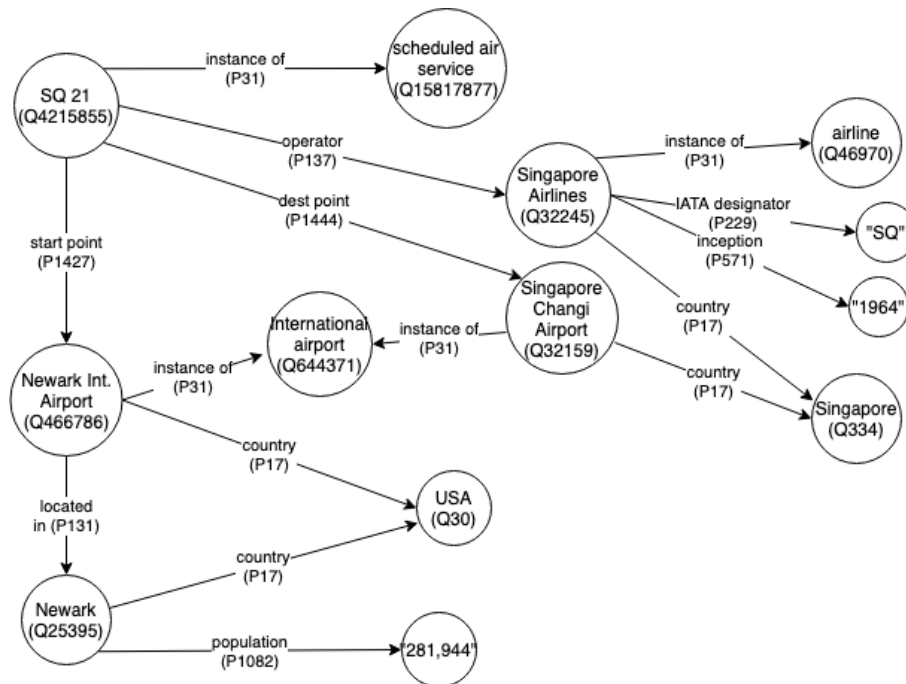 instance of
(P31)
scheduled air
service
(Q15817877)
SQ 21
(Q4215855)
operator
(P137)
instance of
(P31)
airline
(Q46970)
Singapore
Airlines
(Q32245)
dest point
(P1444)
IATA designator
(P229)
"SQ"
inception
(P571)
start point
(P1427)
"1964"
Singapore
Changi
Airport
(Q32159)
country
(P17)
International
airport
(Q644371)
instance of
(P31)
instance of
(P31)
Newark Int.
Airport
(Q466786)
country
(P17)
Singapore
(Q334)
country
(P17)
USA
(Q30)
located
in (P131)
country
(P17)
Newark
(Q25395)
population
(P1082)
"281,944"